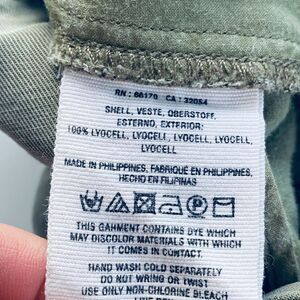 RN : 66170 CA : 32054
SHELL, VESTE, OBERSTOFF,
ESTERNO, EXTERIOR:
100% LYOCELL, LYOCELL, LYOCELL, LYOCELL,
LYOCELL
MADE IN PHILIPPINES, FABRIQUE EN PHILIPPINES,
HECHO EN FILIPINAS
THIS GARMENT CONTAINS DYE WHICH
MAY DISCOLOR MATERIALS WITH WHICH
IT COMES IN CONTACT.
HAND WASH COLD SEPARATELY
DO NOT WRING OR TWIST
USE ONLY NON-CHLORINE BLEACH